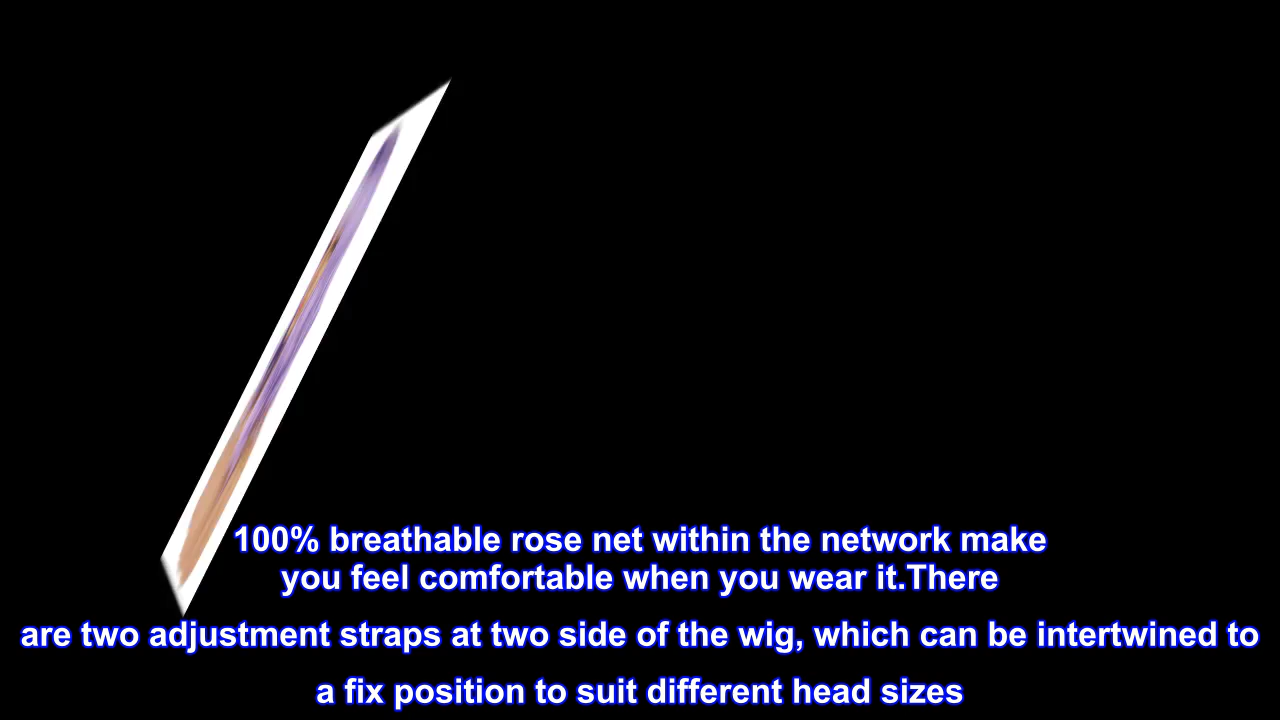 100% breathable rose net within the network make
you feel comfortable when you wear it.There
are two adjustment straps at two side of the wig, which can be intertwined to
a fix position to suit different head sizes